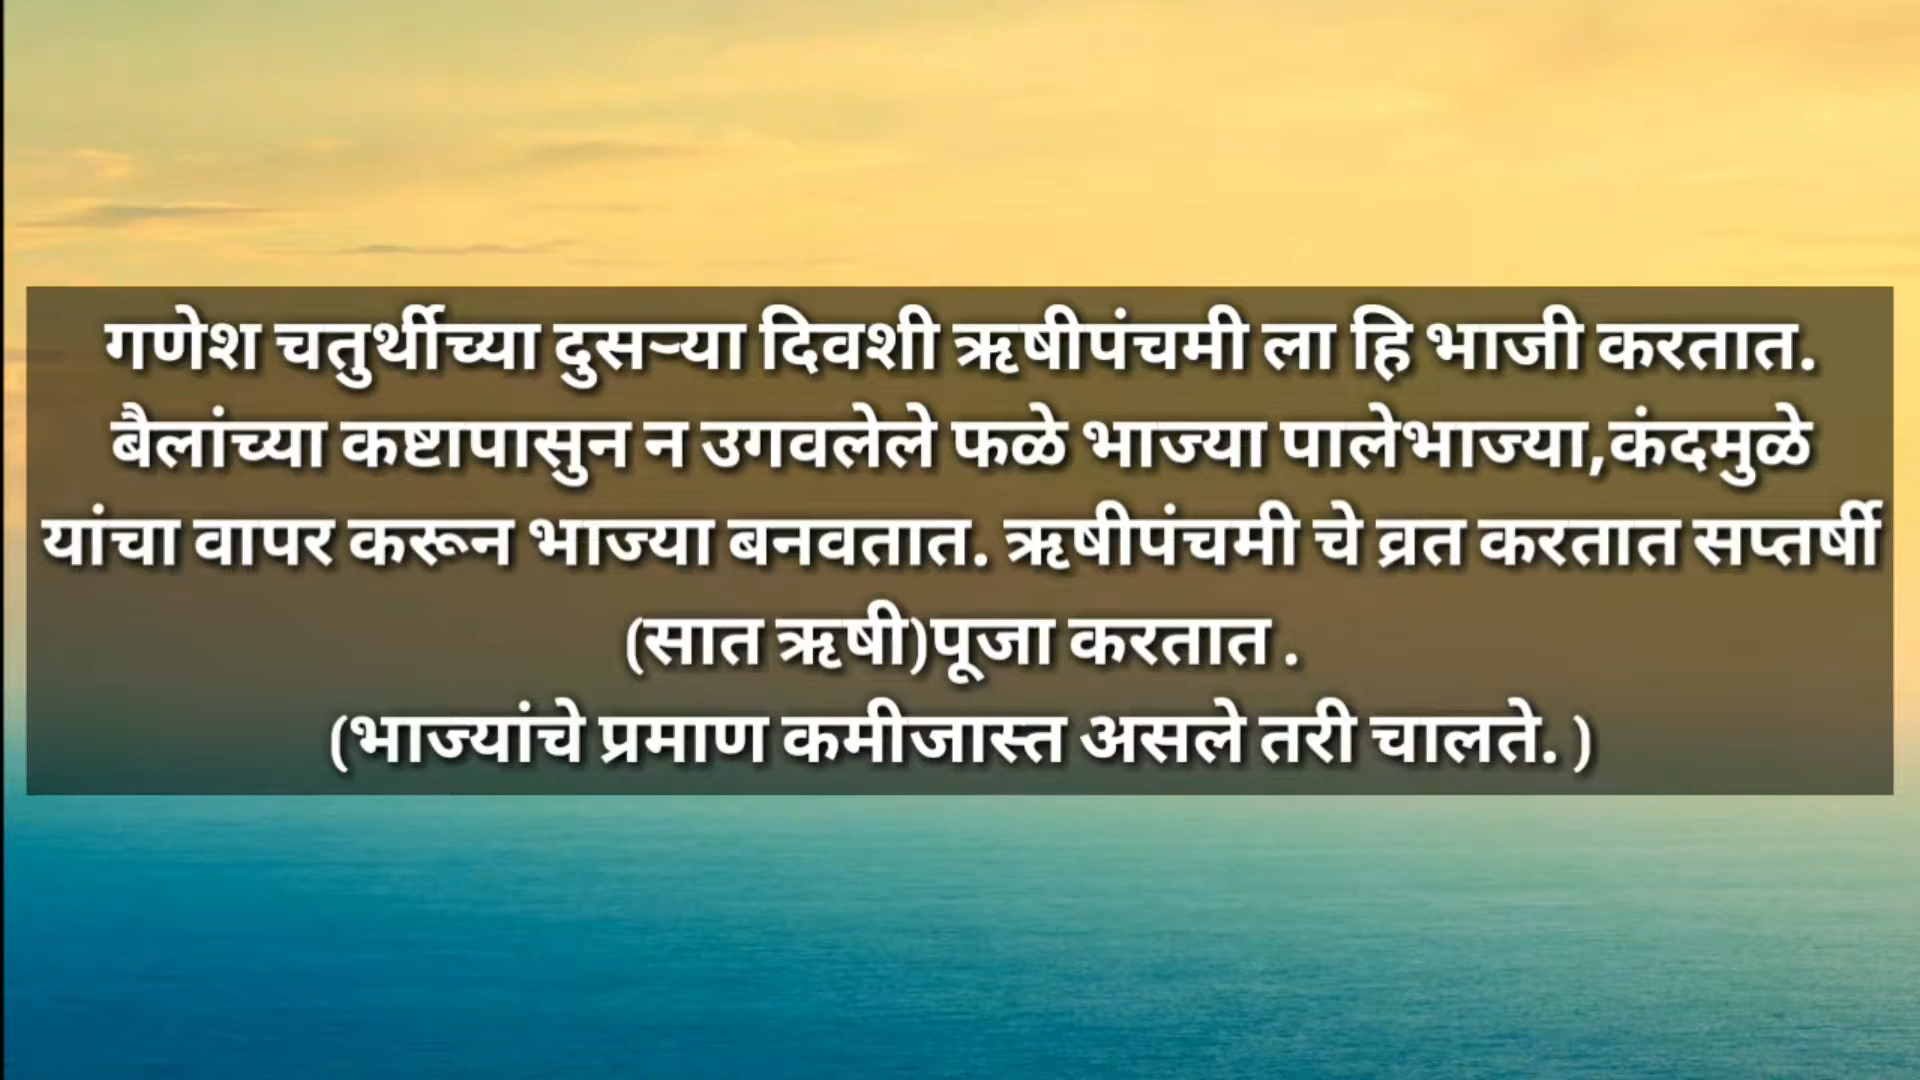 गणेश चतुर्थीच्या दुसऱ्या दिवशी ऋषीपंचमी ला हि भाजी करतात.
बैलांच्या कष्टापासुन न उगवलेले फळे भाज्या पालेभाज्या,कंदमुळे
यांचा वापर करून भाज्या बनवतात. ऋषीपंचमी चे व्रत करतात सप्तर्षी
(सात ऋषी)पूजा करतात .
(भाज्यांचे प्रमाण कमीजास्त असले तरी चालते. )